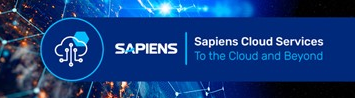 SAPIENS
Sapiens Cloud Services
To the Cloud and Beyond